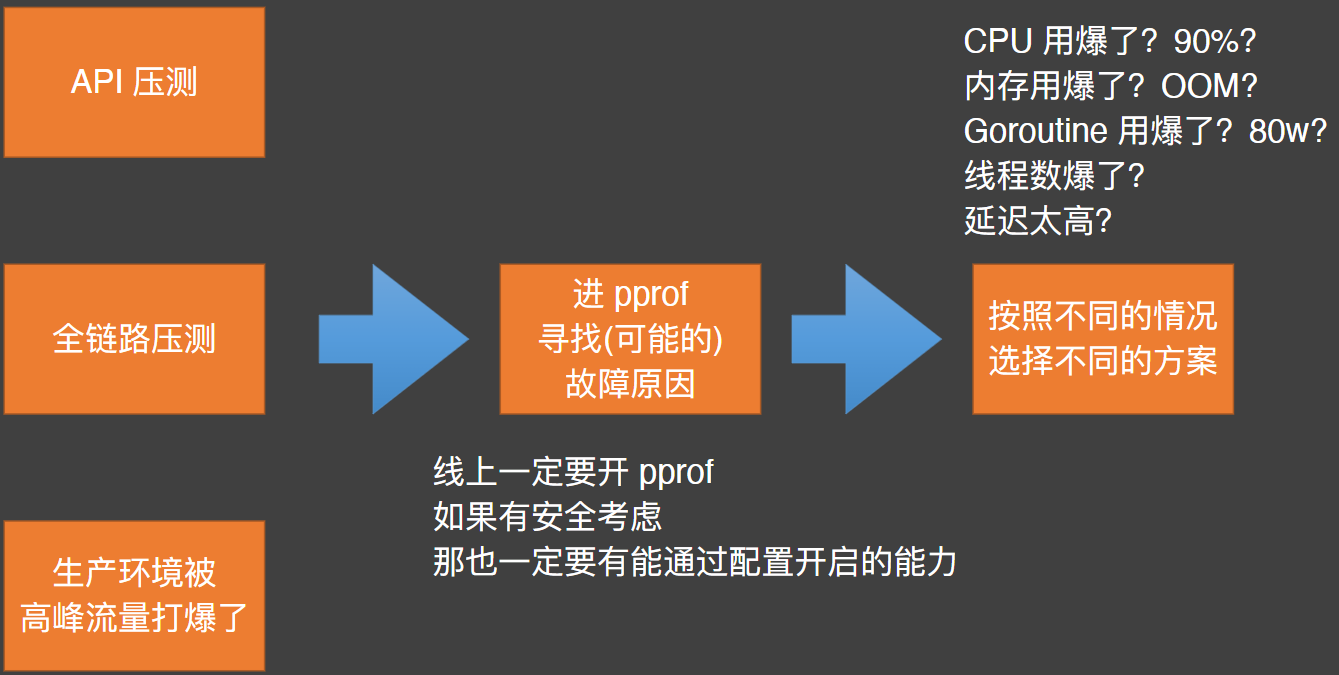 API 压测
全链路压测
生产环境被
高峰流量打爆了
进 pprof
寻找(可能的)
故障原因
线上一定要开 pprof
如果有安全考虑
那也一定要有能通过配置开启的能力
CPU 用爆了？90%?
内存用爆了？OOM?
Goroutine 用爆了？80w?
线程数爆了?
延迟太高?
按照不同的情况
选择不同的方案